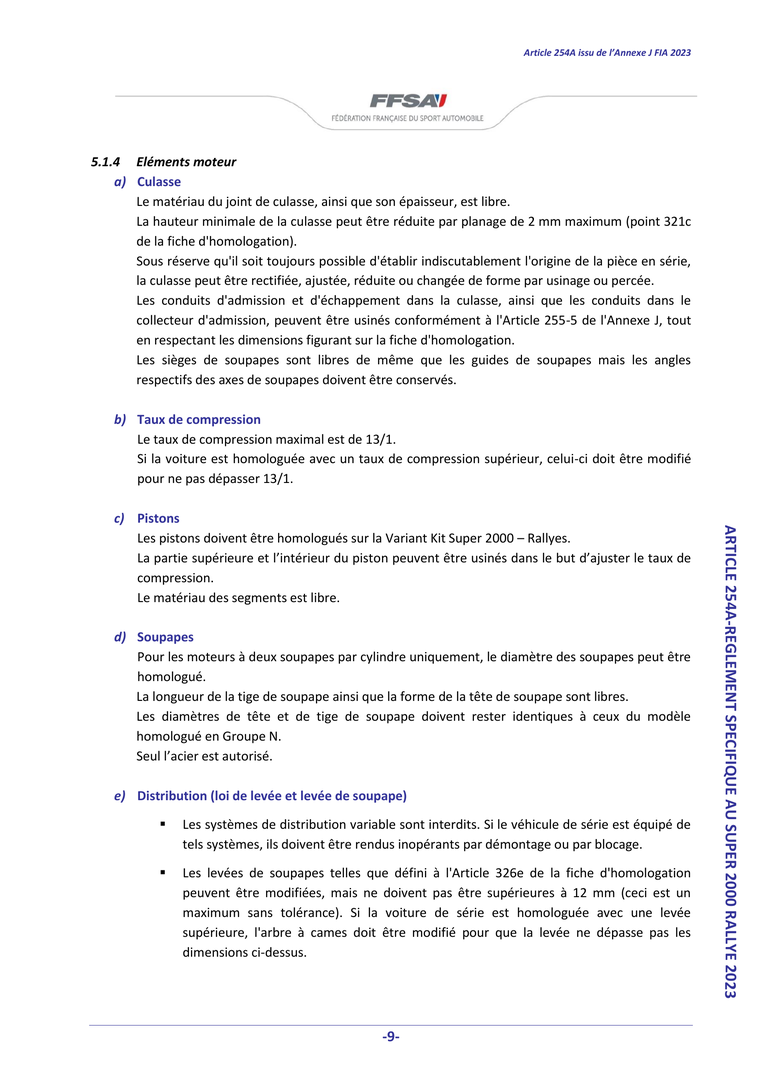 Article 254A issu de l'Annexe J FIA 2023
FFSA
FÉDÉRATION FRANÇAISE DU SPORT AUTOMOBILE
5.1.4 Eléments moteur
a) Culasse
Le matériau du joint de culasse, ainsi que son épaisseur, est libre.
La hauteur minimale de la culasse peut être réduite par planage de 2 mm maximum (point 321c
de la fiche d'homologation).
Sous réserve qu'il soit toujours possible d'établir indiscutablement l'origine de la pièce en série,
la culasse peut être rectifiée, ajustée, réduite ou changée de forme par usinage ou percée.
Les conduits d'admission et d'échappement dans la culasse, ainsi que les conduits dans le
collecteur d'admission, peuvent être usinés conformément à l'Article 255-5 de l'Annexe J, tout
en respectant les dimensions figurant sur la fiche d'homologation.
Les sièges de soupapes sont libres de même que les guides de soupapes mais les angles
respectifs des axes de soupapes doivent être conservés.
b) Taux de compression
Le taux de compression maximal est de 13/1.
Si la voiture est homologuée avec un taux de compression supérieur, celui-ci doit être modifié
pour ne pas dépasser 13/1.
c) Pistons
Les pistons doivent être homologués sur la Variant Kit Super 2000 – Rallyes.
La partie supérieure et l’intérieur du piston peuvent être usinés dans le but d’ajuster le taux de
compression.
Le matériau des segments est libre.
d) Soupapes
Pour les moteurs à deux soupapes par cylindre uniquement, le diamètre des soupapes peut être
homologué.
La longueur de la tige de soupape ainsi que la forme de la tête de soupape sont libres.
Les diamètres de tête et de tige de soupape doivent rester identiques à ceux du modèle
homologué en Groupe N.
Seul l’acier est autorisé.
e) Distribution (loi de levée et levée de soupape)
▪ Les systèmes de distribution variable sont interdits. Si le véhicule de série est équipé de
tels systèmes, ils doivent être rendus inopérants par démontage ou par blocage.
▪ Les levées de soupapes telles que défini à l'Article 326e de la fiche d'homologation
peuvent être modifiées, mais ne doivent pas être supérieures à 12 mm (ceci est un
maximum sans tolérance). Si la voiture de série est homologuée avec une levée
supérieure, l'arbre à cames doit être modifié pour que la levée ne dépasse pas les
dimensions ci-dessus.
ARTICLE 254A-REGLEMENT SPECIFIQUE AU SUPER 2000 RALLYE 2023
-9-